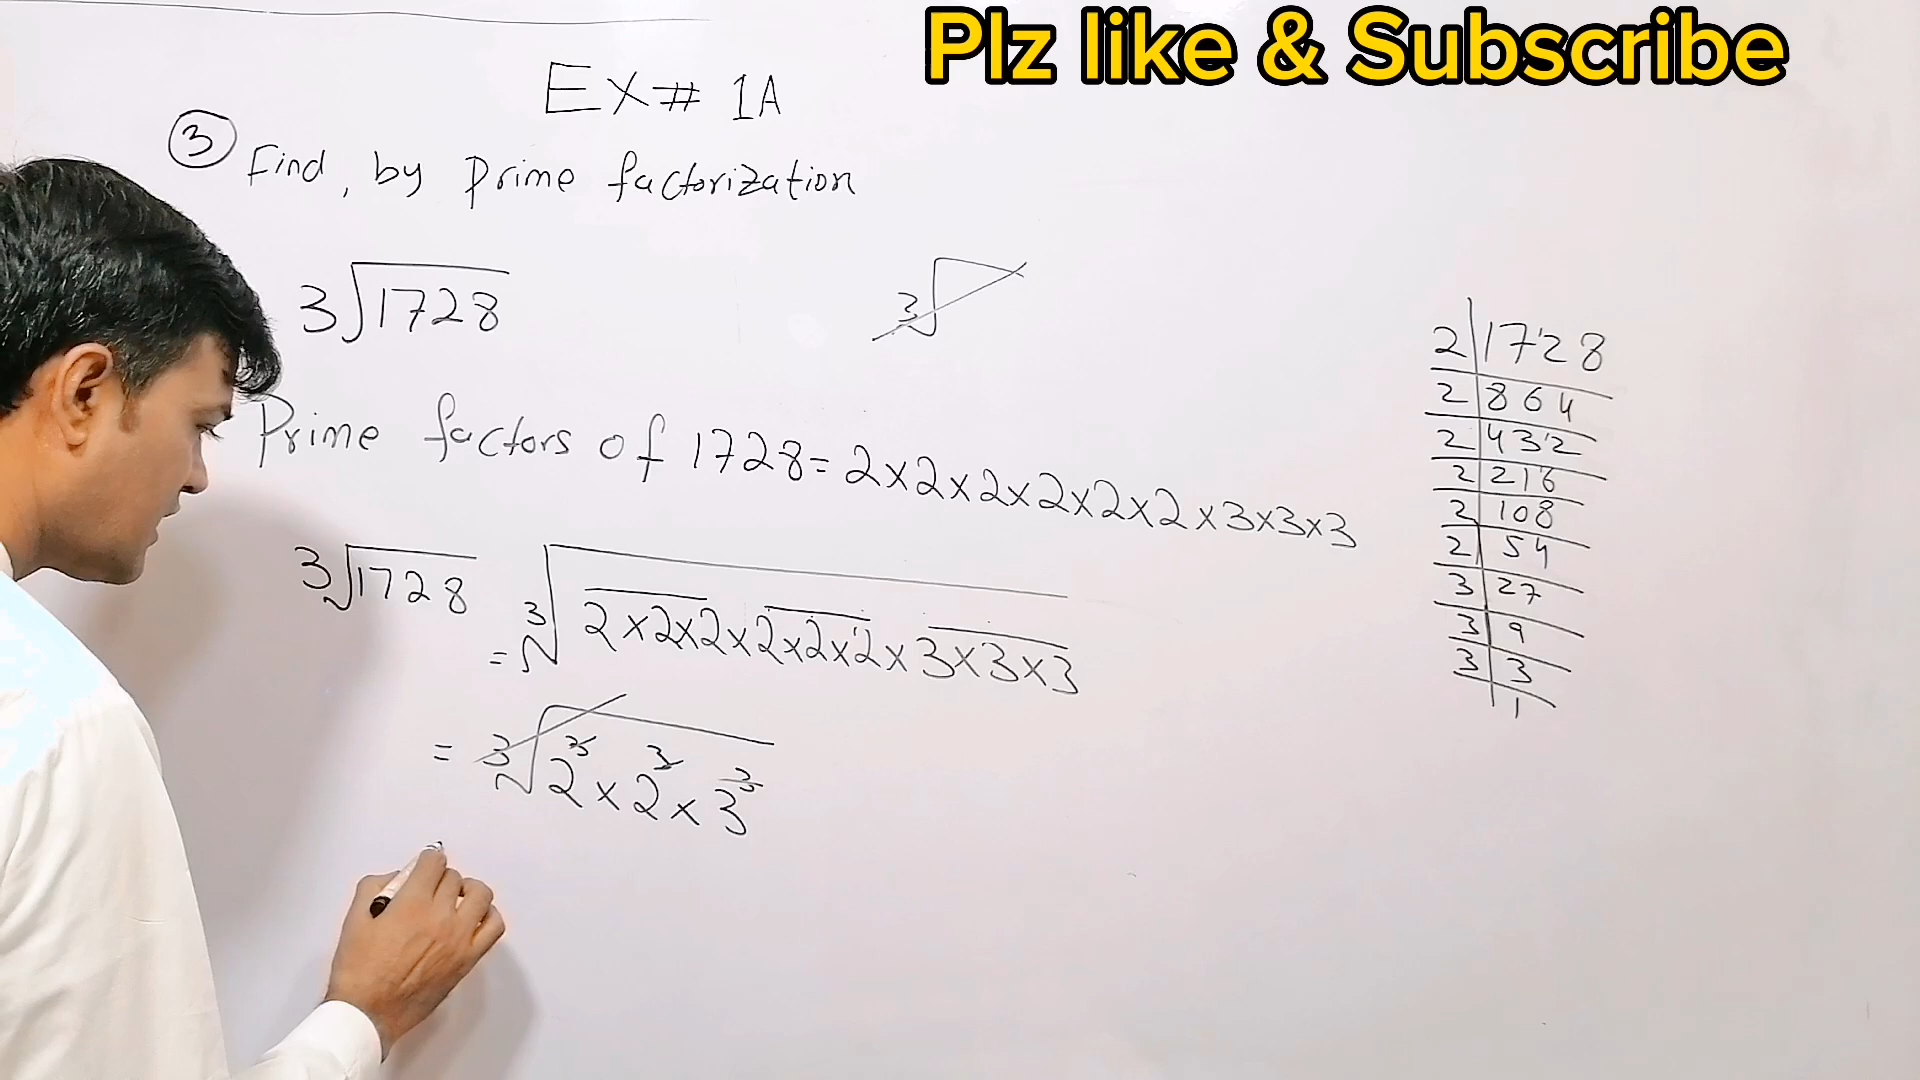 Plz like & Subscribe
EX# 1A
③ Find, by Prime factorization
3√1728
3√
Prime factors of 1728 = 2×2×2×2×2×2×3×3×3
3√1728 = 3√2×2×2×2×2×2×3×3×3
= 3√2³×2³×3³
2|1728
2|864
2|432
2|216
2|108
2|54
3|27
3|9
3|3
|1